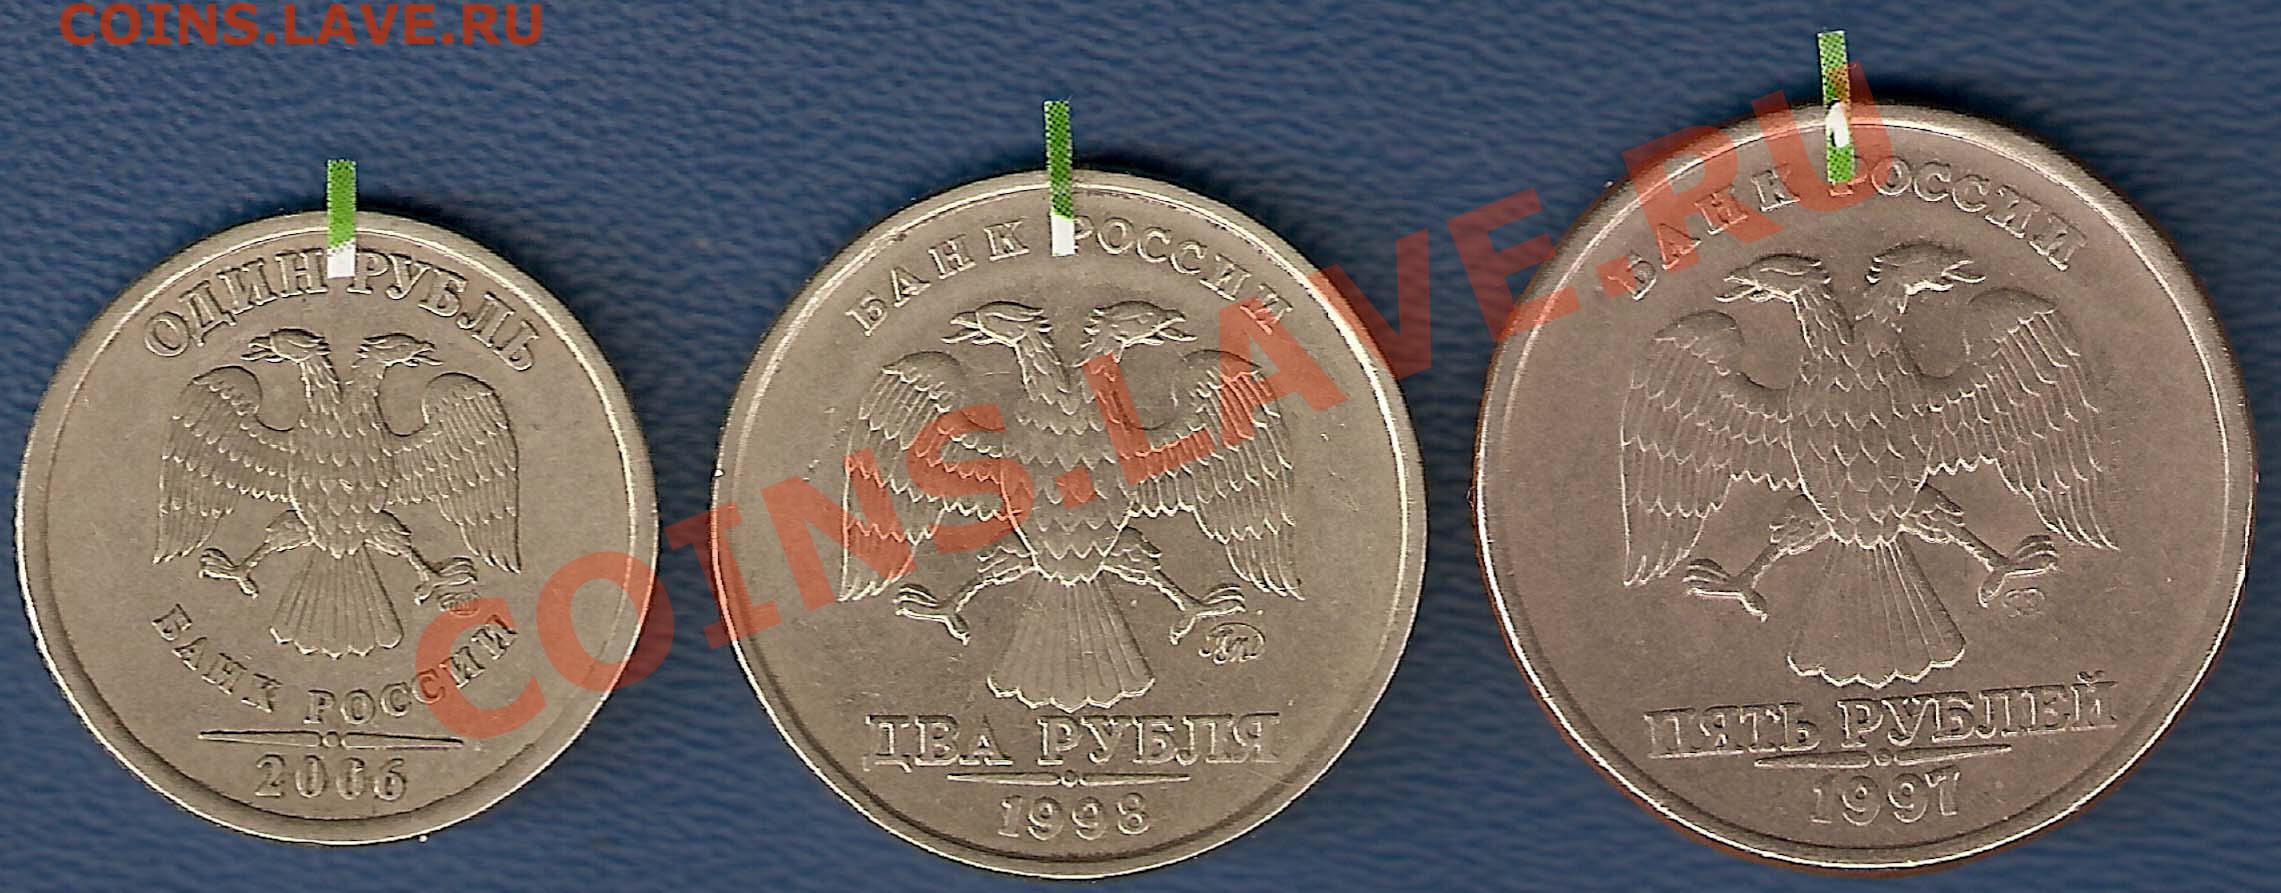 COINS.LAVE.RU
ОДИН РУБЛЬ
БАНК РОССИИ
2006
БАНК РОССИИ
ДВА РУБЛЯ
1998
БАНК РОССИИ
ПЯТЬ РУБЛЕЙ
1997
COINS.LAVE.RU